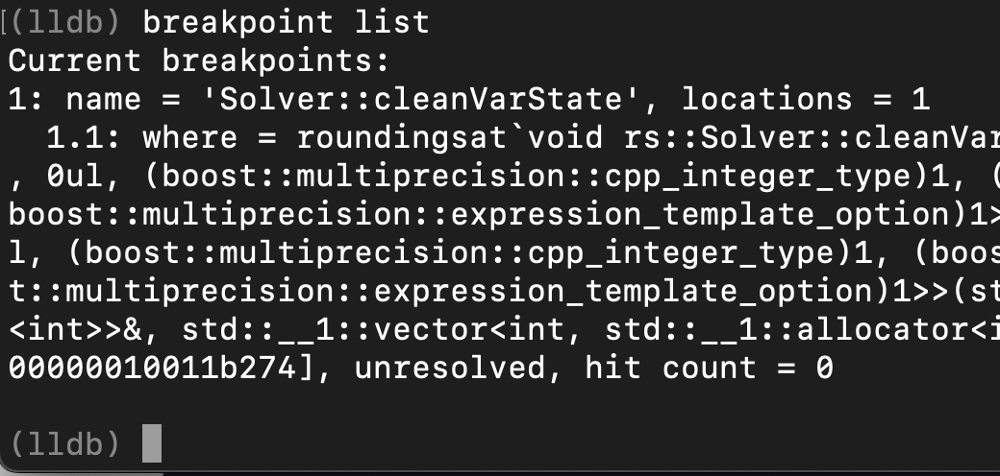 (lldb) breakpoint list
Current breakpoints:
1: name = 'Solver::cleanVarState', locations = 1
1.1: where = roundingsat`void rs::Solver::cleanVar
, 0ul, (boost::multiprecision::cpp_integer_type)1, (
boost::multiprecision::expression_template_option)1>
l, (boost::multiprecision::cpp_integer_type)1, (boos
t::multiprecision::expression_template_option)1>>(st
<int>>&, std::__1::vector<int, std::__1::allocator<i
00000010011b274], unresolved, hit count = 0
(lldb)